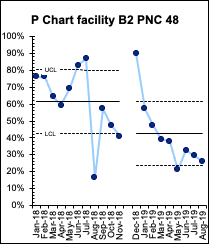 P Chart facility B2 PNC 48
100%
90%
80%
70%
60%
50%
40%
30%
20%
10%
0%
UCL
LCL
Jan-18
Feb-18
Mar-18
Apr-18
May-18
Jun-18
Jul-18
Aug-18
Sep-18
Oct-18
Nov-18
Dec-18
Jan-19
Feb-19
Mar-19
Apr-19
May-19
Jun-19
Jul-19
Aug-19